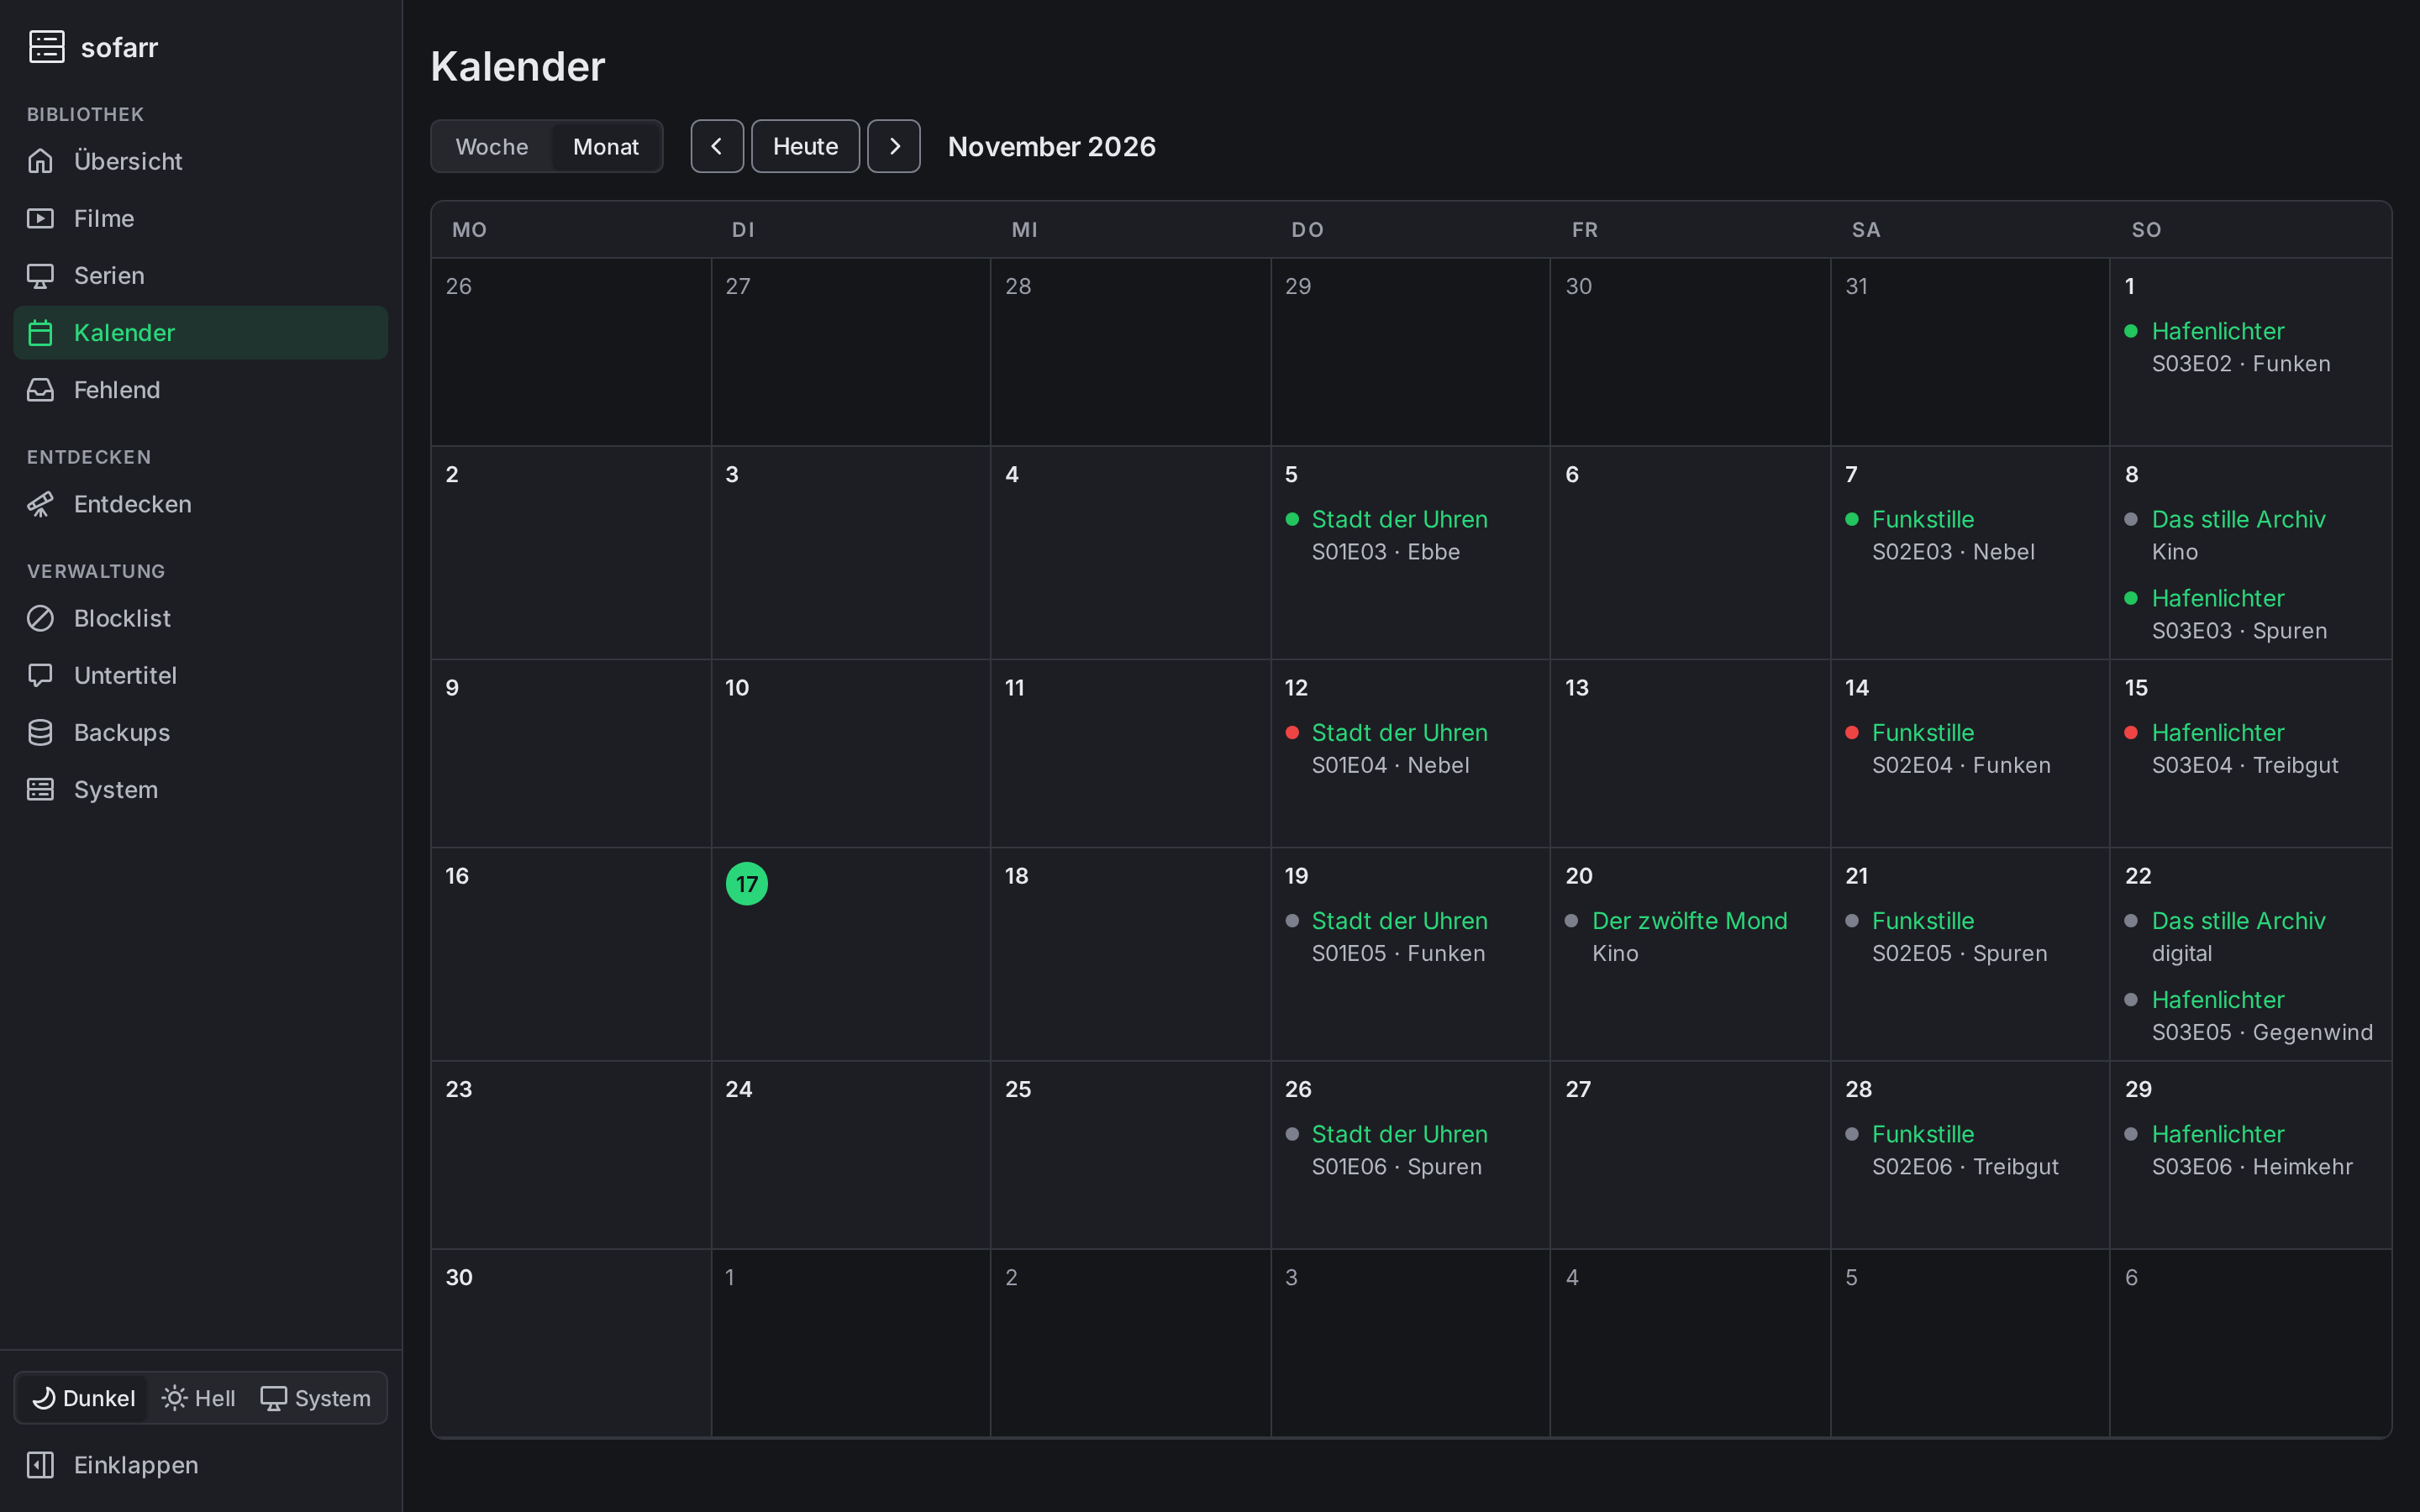 sofarr
BIBLIOTHEK
Übersicht
Filme
Serien
Kalender
Fehlend
ENTDECKEN
Entdecken
VERWALTUNG
Blocklist
Untertitel
Backups
System
Dunkel Hell System
Einklappen
Kalender
Woche Monat Heute November 2026
MO DI MI DO FR SA SO
26 27 28 29 30 31 1
Hafenlichter
S03E02 · Funken
2 3 4 5 6 7 8
Stadt der Uhren Funkstille Das stille Archiv
S01E03 · Ebbe S02E03 · Nebel Kino
Hafenlichter
S03E03 · Spuren
9 10 11 12 13 14 15
Stadt der Uhren Funkstille Hafenlichter
S01E04 · Nebel S02E04 · Funken S03E04 · Treibgut
16 17 18 19 20 21 22
Stadt der Uhren Der zwölfte Mond Funkstille Das stille Archiv
S01E05 · Funken Kino S02E05 · Spuren digital
Hafenlichter
S03E05 · Gegenwind
23 24 25 26 27 28 29
Stadt der Uhren Funkstille Hafenlichter
S01E06 · Spuren S02E06 · Treibgut S03E06 · Heimkehr
30 1 2 3 4 5 6